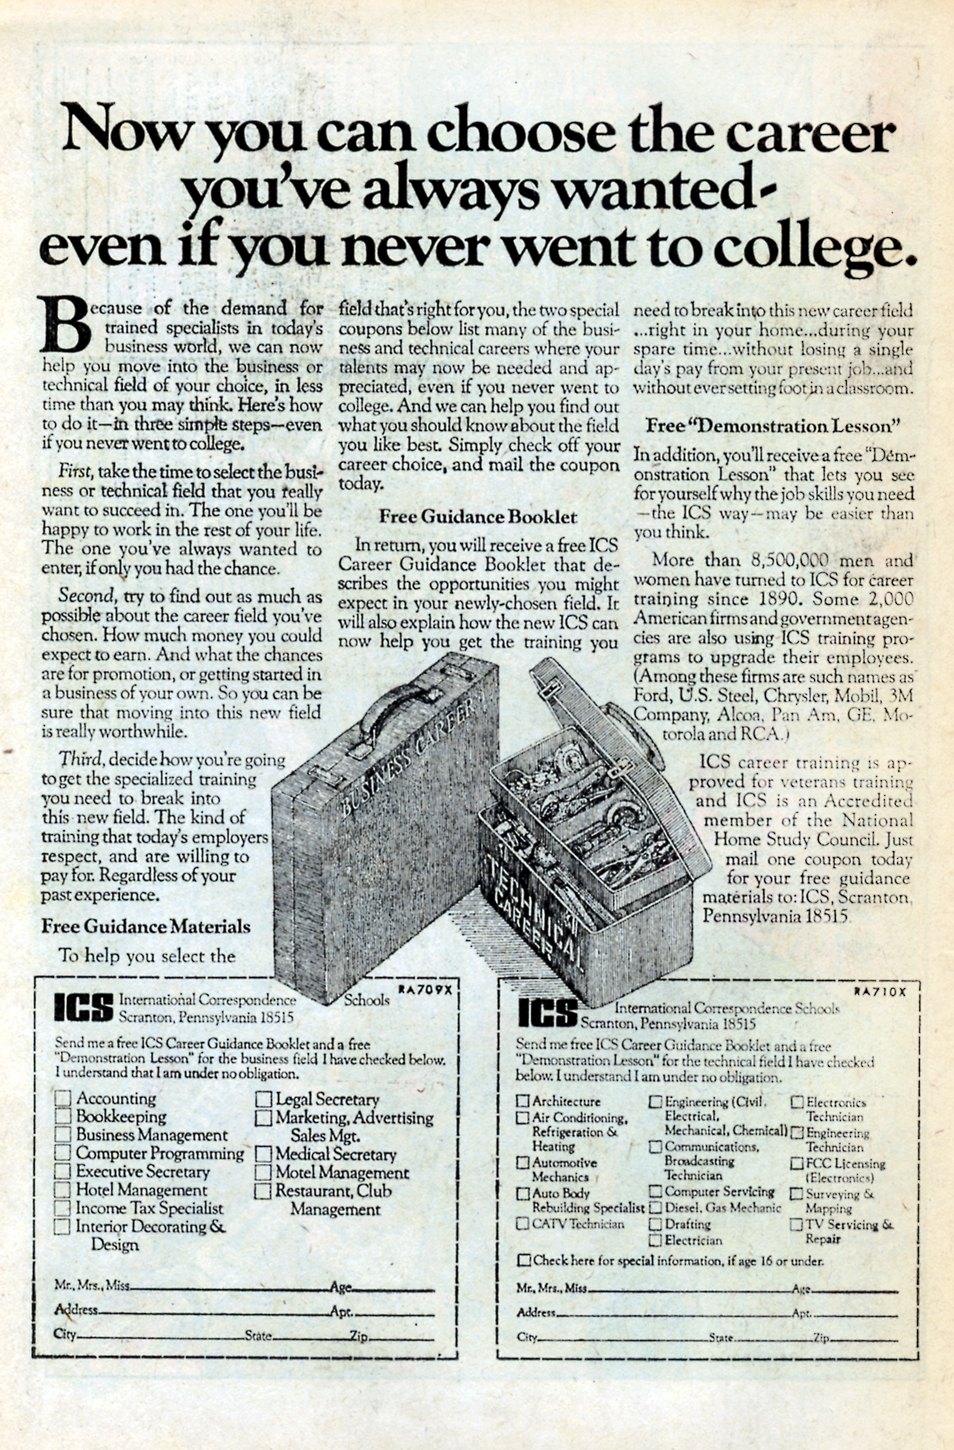 Now you can choose the career
you've always wanted-
even if you never went to college.
Because of the demand for
trained specialists in today's
business world, we can now
help you move into the business or
technical field of your choice, in less
time than you may think. Here's how
to do it—in three simple steps—even
if you never went to college.
First, take the time to select the busi-
ness or technical field that you really
want to succeed in. The one you'll be
happy to work in the rest of your life.
The one you've always wanted to
enter, if only you had the chance.
Second, try to find out as much as
possible about the career field you've
chosen. How much money you could
expect to earn. And what the chances
are for promotion, or getting started in
a business of your own. So you can be
sure that moving into this new field
is really worthwhile.
Third, decide how you're going
to get the specialized training
you need to break into
this new field. The kind of
training that today's employers
respect, and are willing to
pay for. Regardless of your
past experience.
Free Guidance Materials
To help you select the
field that's right for you, the two special
coupons below list many of the busi-
ness and technical careers where your
talents may now be needed and ap-
preciated, even if you never went to
college. And we can help you find out
what you should know about the field
you like best. Simply check off your
career choice, and mail the coupon
today.
Free Guidance Booklet
In return, you will receive a free ICS
Career Guidance Booklet that de-
scribes the opportunities you might
expect in your newly-chosen field. It
will also explain how the new ICS can
now help you get the training you
need to break into this new career field
...right in your home...during your
spare time...without losing a single
day's pay from your present job...and
without ever setting foot in a classroom.
Free "Demonstration Lesson"
In addition, you'll receive a free "Dem-
onstration Lesson" that lets you see
for yourself why the job skills you need
—the ICS way—may be easier than
you think.
More than 8,500,000 men and
women have turned to ICS for career
training since 1890. Some 2,000
American firms and government agen-
cies are also using ICS training pro-
grams to upgrade their employees.
(Among these firms are such names as
Ford, U.S. Steel, Chrysler, Mobil, 3M
Company, Alcoa, Pan Am, GE, Mo-
torola and RCA.)
ICS career training is ap-
proved for veterans training
and ICS is an Accredited
member of the National
Home Study Council. Just
mail one coupon today
for your free guidance
materials to: ICS, Scranton,
Pennsylvania 18515
BUSINESS CAREER
TECHNICAL
CAREER
RA709X
ICS International Correspondence Schools
Scranton, Pennsylvania 18515
Send me a free ICS Career Guidance Booklet and a free
"Demonstration Lesson" for the business field I have checked below.
I understand that I am under no obligation.
Accounting
Bookkeeping
Business Management
Computer Programming
Executive Secretary
Hotel Management
Income Tax Specialist
Interior Decorating &
Design
Legal Secretary
Marketing, Advertising
Sales Mgt.
Medical Secretary
Motel Management
Restaurant, Club
Management
Mr., Mrs., Miss Age
Address Apt.
City State Zip
RA710X
ICS International Correspondence Schools
Scranton, Pennsylvania 18515
Send me free ICS Career Guidance Booklet and a free
"Demonstration Lesson" for the technical field I have checked
below. I understand I am under no obligation.
Architecture
Air Conditioning,
Refrigeration &
Heating
Automotive
Mechanics
Auto Body
Rebuilding Specialist
CATV Technician
Engineering (Civil,
Electrical,
Mechanical, Chemical)
Communications,
Broadcasting
Technician
Computer Servicing
Diesel, Gas Mechanic
Drafting
Electrician
Electronics
Technician
Engineering
Technician
FCC Licensing
(Electronics)
Surveying &
Mapping
TV Servicing &
Repair
Check here for special information, if age 16 or under.
Mr., Mrs., Miss Age
Address Apt.
City State Zip